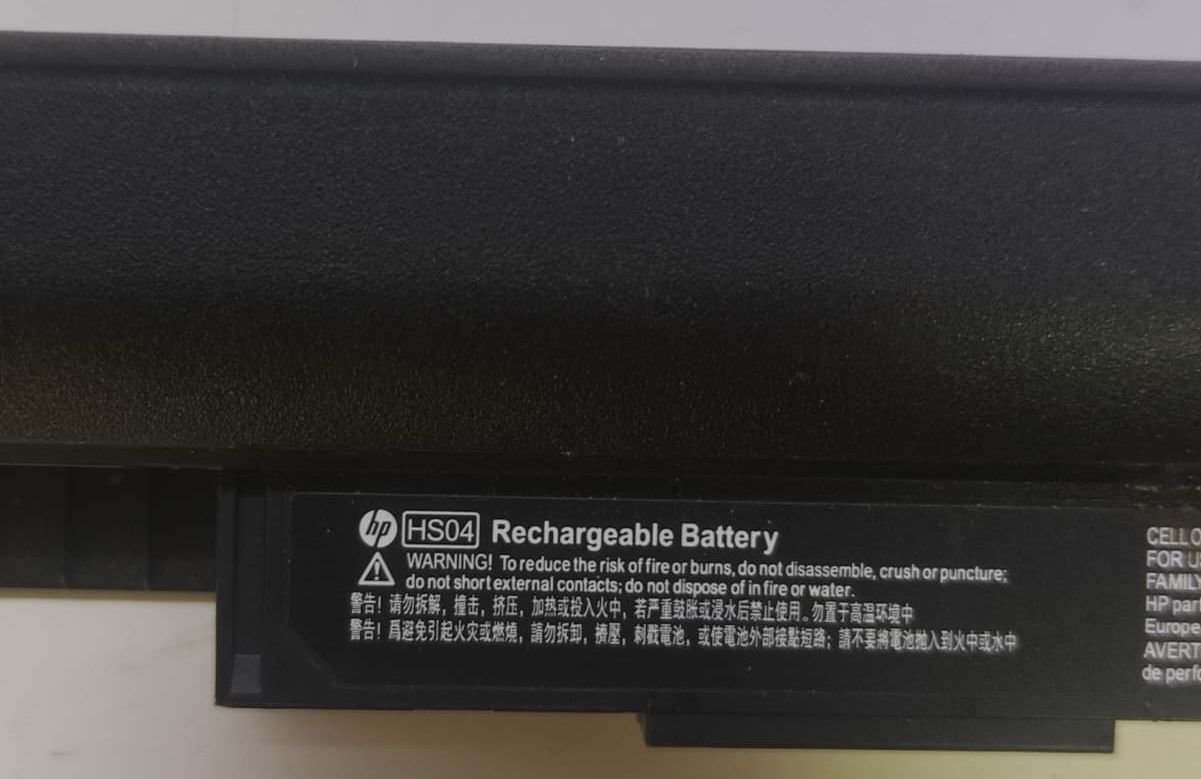 hp HS04 Rechargeable Battery
WARNING! To reduce the risk of fire or burns, do not disassemble, crush or puncture;
do not short external contacts; do not dispose of in fire or water.
警告! 请勿拆解, 撞击, 挤压, 加热或投入火中, 若严重鼓胀或浸水后禁止使用。勿置于高温环境中
警告! 爲避免引起火災或燃燒, 請勿拆卸, 擠壓, 刺戳電池, 或使電池外部接點短路; 請不要將電池拋入到火中或水中
CELL O
FOR U
FAMIL
HP par
Europe
AVERT
de perfo